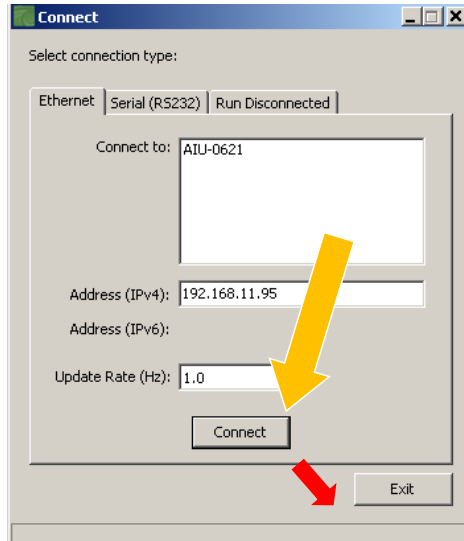 Connect
Select connection type:
Ethernet Serial (RS232) Run Disconnected
Connect to: AIU-0621
Address (IPv4): 192.168.11.95
Address (IPv6):
Update Rate (Hz): 1.0
Connect
Exit